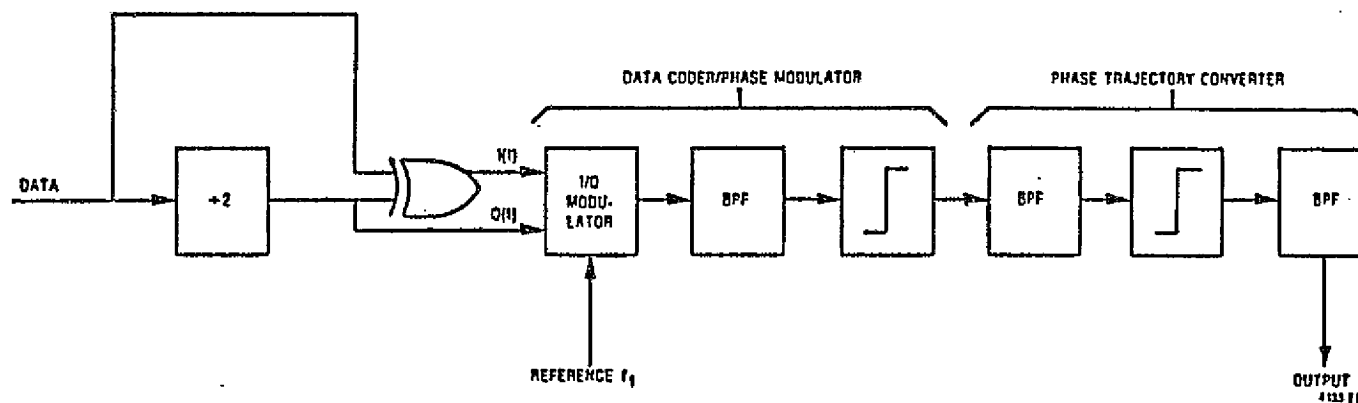 DATA CODER/PHASE MODULATOR
PHASE TRAJECTORY CONVERTER
DATA
÷2
I(t)
Q(t)
I/Q
MODU-
LATOR
BPF
BPF
BPF
REFERENCE f1
OUTPUT